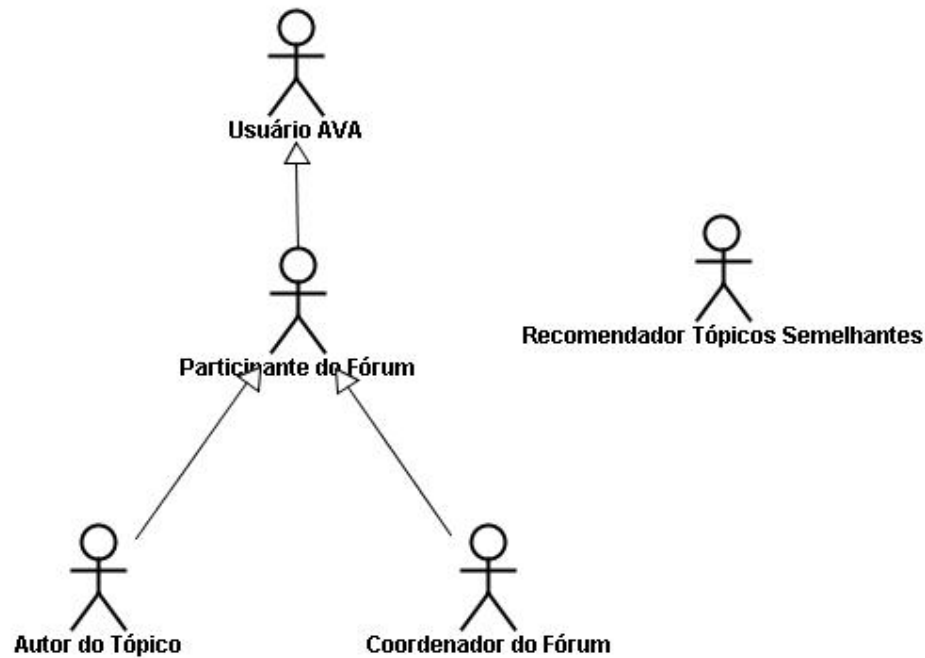 Usuário AVA
Participante do Fórum
Recomendador Tópicos Semelhantes
Autor do Tópico
Coordenador do Fórum